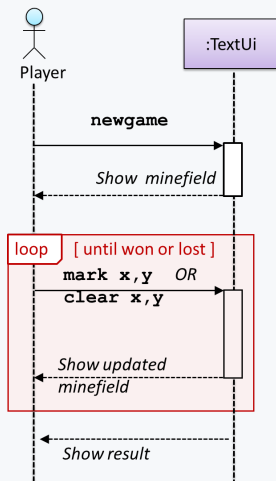 :TextUi
Player
newgame
Show minefield
loop [ until won or lost ]
mark x,y OR
clear x,y
Show updated
minefield
Show result